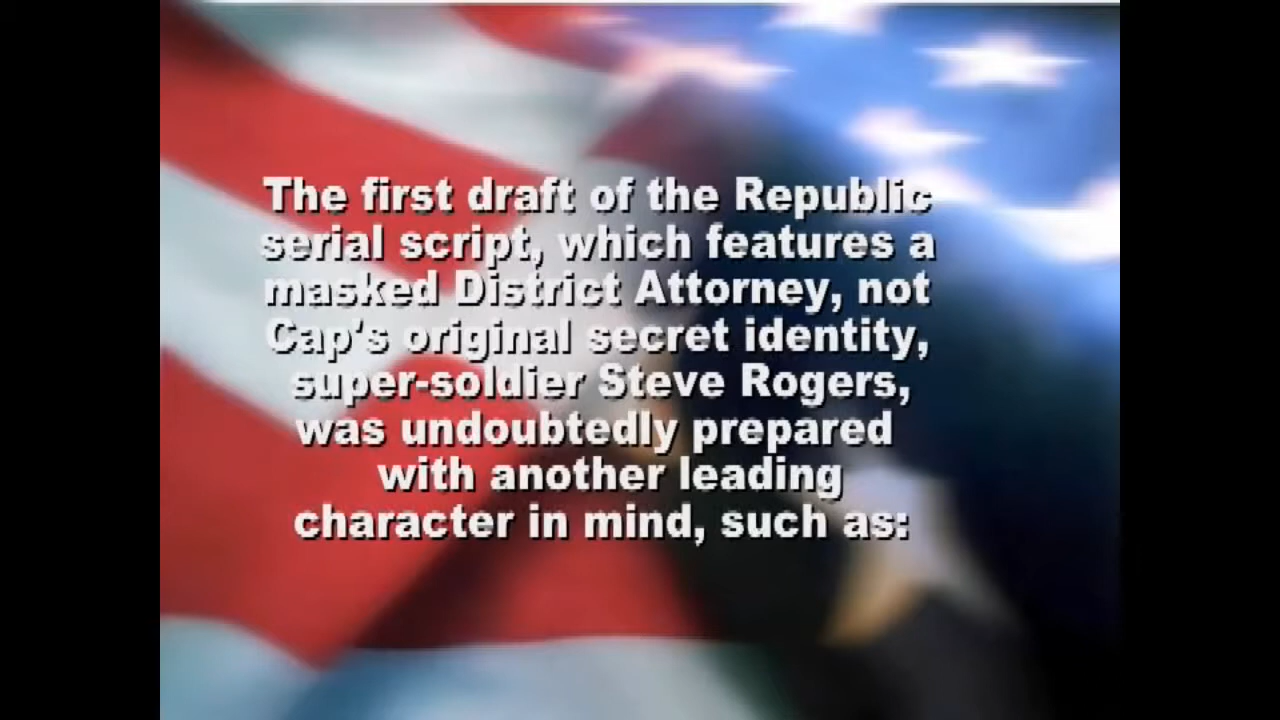 The first draft of the Republic
serial script, which features a
masked District Attorney, not
Cap's original secret identity,
super-soldier Steve Rogers,
was undoubtedly prepared
with another leading
character in mind, such as: